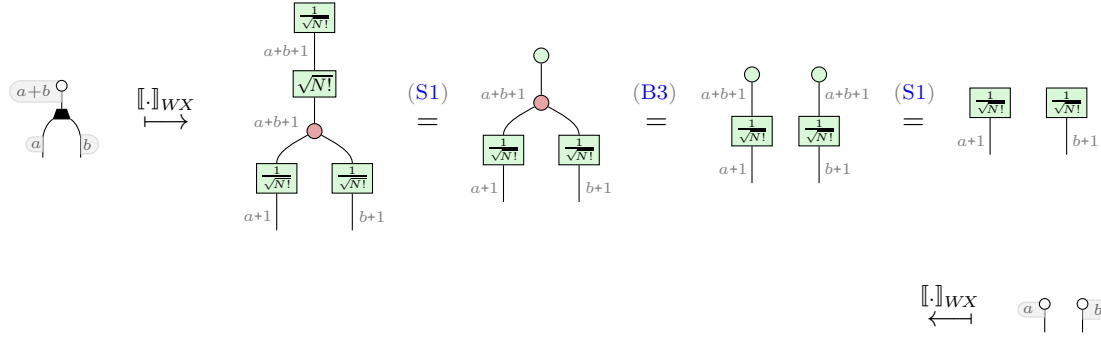 1/√N!
a+b+1
a+b ⟦.⟧WX √N! (S1) a+b+1 (B3) a+b+1 a+b+1 (S1) 1/√N! 1/√N!
↦ a+b+1 = = =
a b 1/√N! 1/√N! 1/√N! 1/√N! a+1 b+1
1/√N! 1/√N! a+1 b+1 a+1 b+1
a+1 b+1
⟦.⟧WX a b